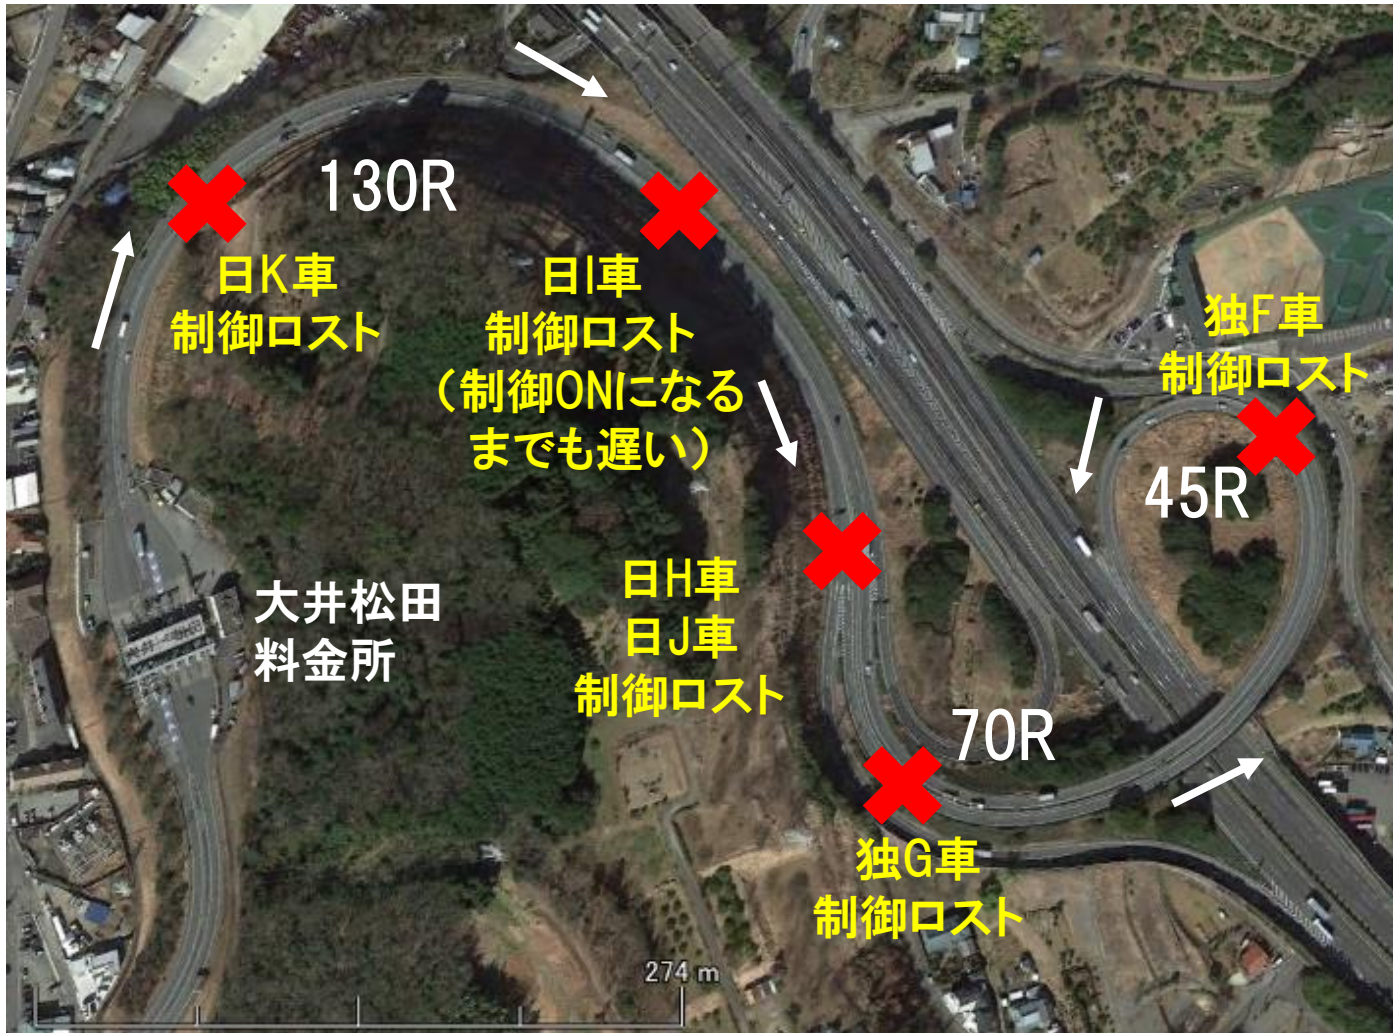 130R
日K車
制御ロスト
日I車
制御ロスト
（制御ONになる
までも遅い）
独F車
制御ロスト
45R
日H車
日J車
制御ロスト
大井松田
料金所
70R
独G車
制御ロスト
274 m